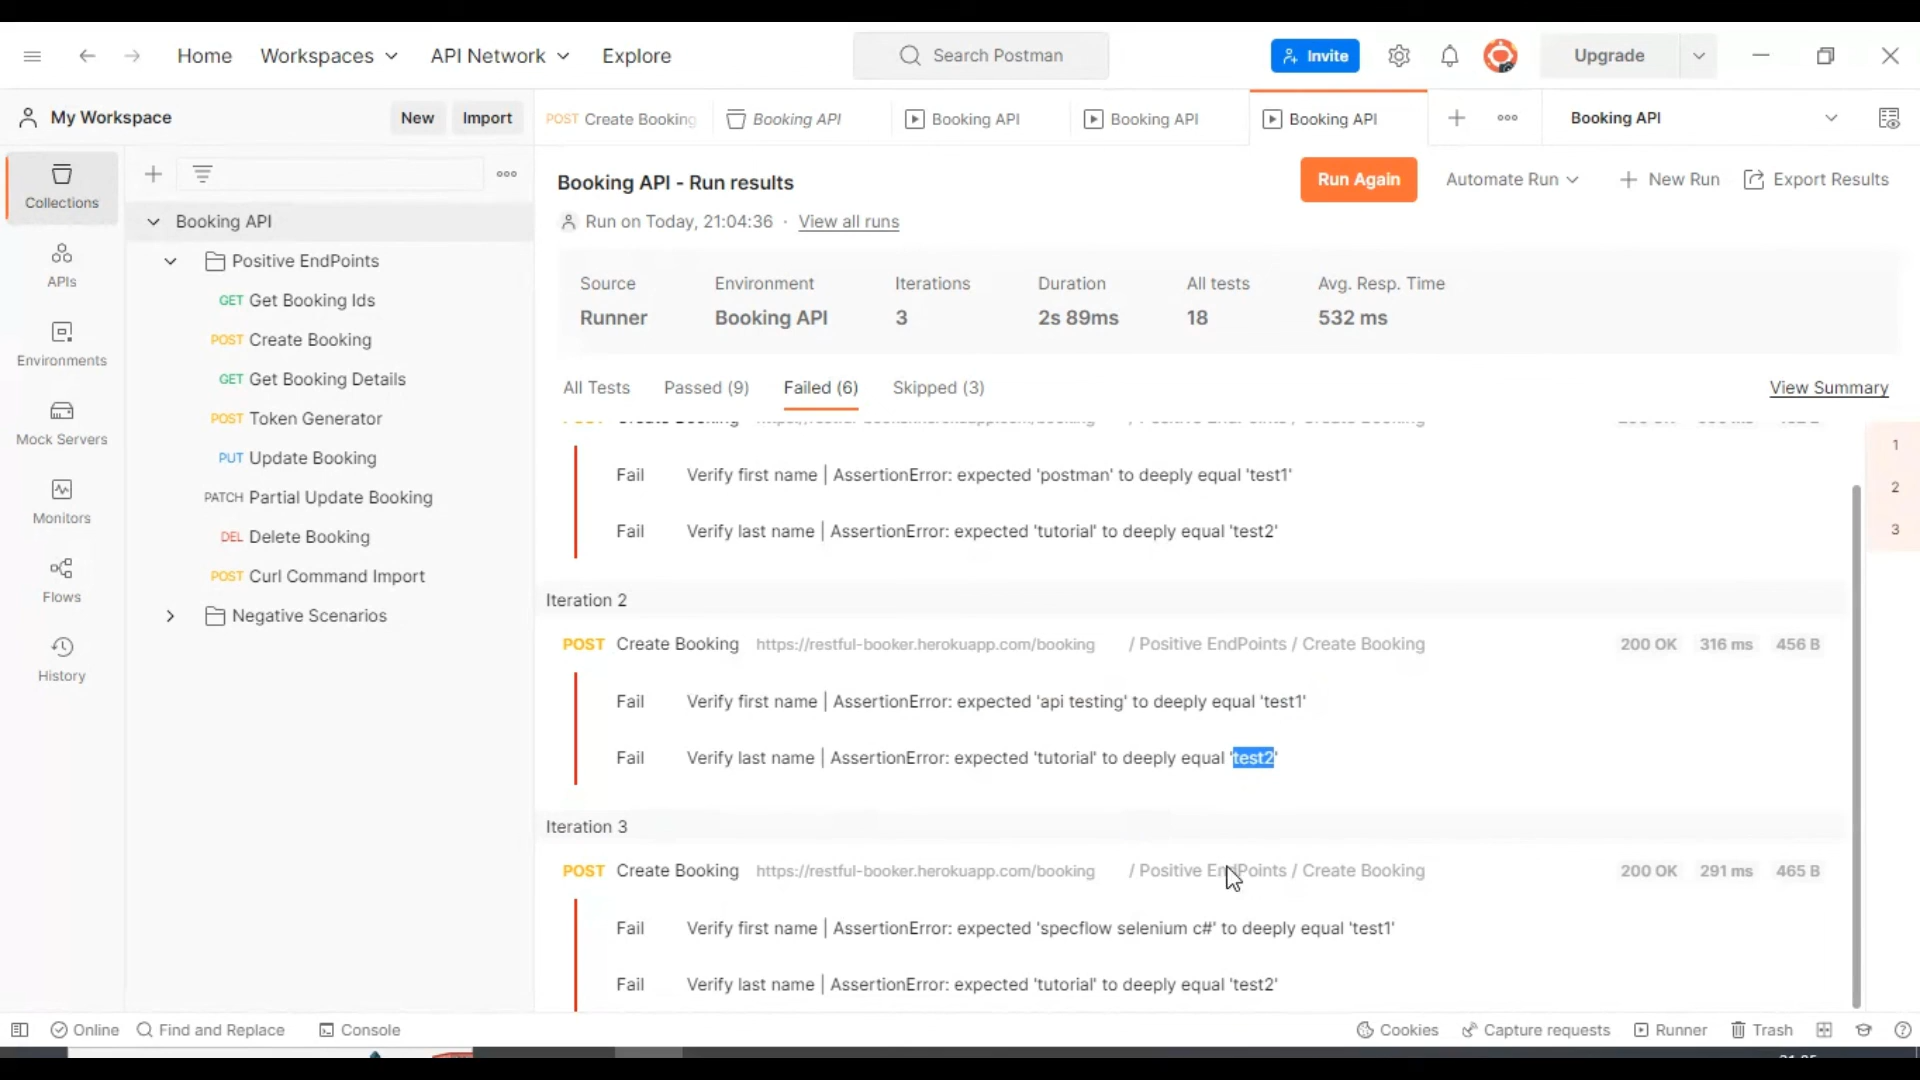 Home Workspaces API Network Explore Search Postman Invite Upgrade
My Workspace New Import POST Create Booking Booking API Booking API Booking API Booking API Booking API
Collections
APIs
Environments
Mock Servers
Monitors
Flows
History
Booking API
Positive EndPoints
GET Get Booking Ids
POST Create Booking
GET Get Booking Details
POST Token Generator
PUT Update Booking
PATCH Partial Update Booking
DEL Delete Booking
POST Curl Command Import
Negative Scenarios
Booking API - Run results Run Again Automate Run New Run Export Results
Run on Today, 21:04:36 · View all runs
Source Environment Iterations Duration All tests Avg. Resp. Time
Runner Booking API 3 2s 89ms 18 532 ms
All Tests Passed (9) Failed (6) Skipped (3) View Summary
1
2
3
Fail Verify first name | AssertionError: expected 'postman' to deeply equal 'test1'
Fail Verify last name | AssertionError: expected 'tutorial' to deeply equal 'test2'
Iteration 2
POST Create Booking https://restful-booker.herokuapp.com/booking / Positive EndPoints / Create Booking 200 OK 316 ms 456 B
Fail Verify first name | AssertionError: expected 'api testing' to deeply equal 'test1'
Fail Verify last name | AssertionError: expected 'tutorial' to deeply equal 'test2'
Iteration 3
POST Create Booking https://restful-booker.herokuapp.com/booking / Positive EndPoints / Create Booking 200 OK 291 ms 465 B
Fail Verify first name | AssertionError: expected 'specflow selenium c#' to deeply equal 'test1'
Fail Verify last name | AssertionError: expected 'tutorial' to deeply equal 'test2'
Online Find and Replace Console Cookies Capture requests Runner Trash